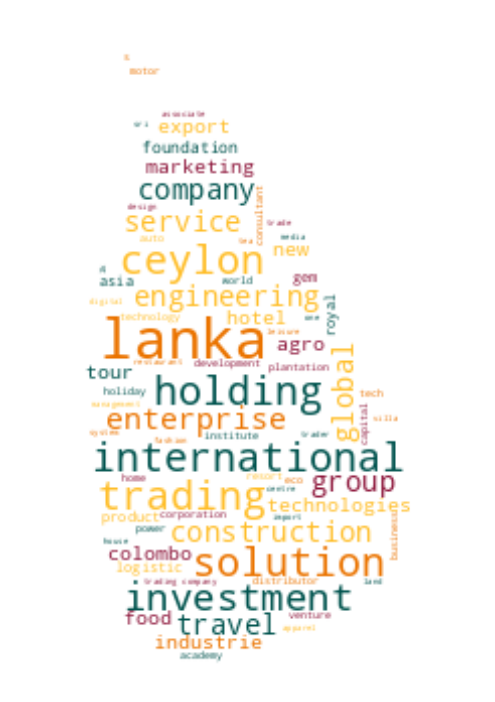 motor
associate
sri export
foundation
marketing
company
design
service
consultant
trade
auto
tea
media
ceylon
new
asia
world
gem
engineering
digital
royal
technology
hotel
one
lanka
leisure
agro
restaurant
development
plantation
tour
global
holding
holiday
tech
management
capital
enterprise
villa
system
fashion
institute
trader
international
home
resort
eco
group
trading
centre
technologies
product
corporation
import
power
construction
business
house
colombo
solution
logistic
trading company
distributor
land
investment
food
travel
venture
apparel
industrie
academy